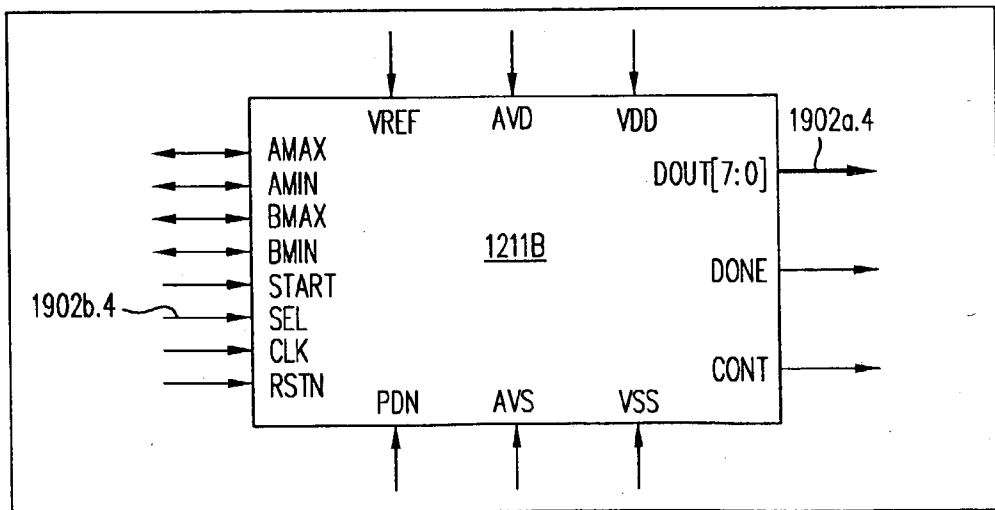 VREF AVD VDD
1902a.4
AMAX
DOUT[7:0]
AMIN
BMAX
BMIN
1211B
DONE
START
1902b.4
SEL
CLK
CONT
RSTN
PDN AVS VSS